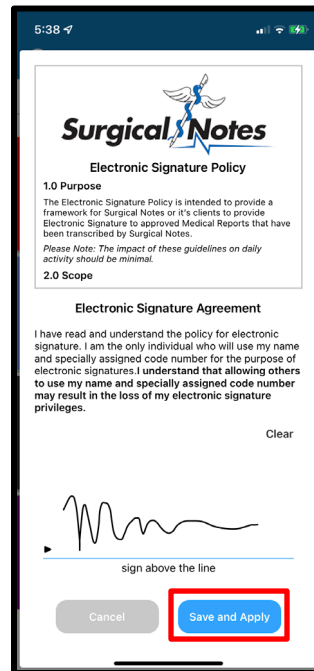 5:38
Surgical Notes
Electronic Signature Policy
1.0 Purpose
The Electronic Signature Policy is intended to provide a
framework for Surgical Notes or it's clients to provide
Electronic Signature to approved Medical Reports that have
been transcribed by Surgical Notes.
Please Note: The impact of these guidelines on daily
activity should be minimal.
2.0 Scope
Electronic Signature Agreement
I have read and understand the policy for electronic
signature. I am the only individual who will use my name
and specially assigned code number for the purpose of
electronic signatures.I understand that allowing others
to use my name and specially assigned code number
may result in the loss of my electronic signature
privileges.
Clear
sign above the line
Cancel
Save and Apply